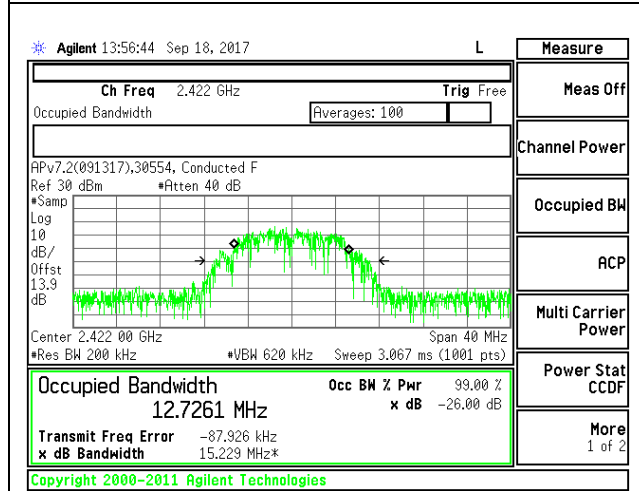 Agilent 13:56:44 Sep 18, 2017 L
Measure
Ch Freq 2.422 GHz Trig Free
Meas Off
Occupied Bandwidth Averages: 100
Channel Power
APv7.2(091317),30554, Conducted F
Ref 30 dBm #Atten 40 dB
#Samp
Log
10
dB/
Offst
13.9
dB
Occupied BW
ACP
Multi Carrier
Power
Center 2.422 00 GHz Span 40 MHz
#Res BW 200 kHz #VBW 620 kHz Sweep 3.067 ms (1001 pts)
Power Stat
CCDF
Occupied Bandwidth Occ BW % Pwr 99.00 %
12.7261 MHz x dB -26.00 dB
Transmit Freq Error -87.926 kHz
x dB Bandwidth 15.229 MHz*
More
1 of 2
Copyright 2000-2011 Agilent Technologies